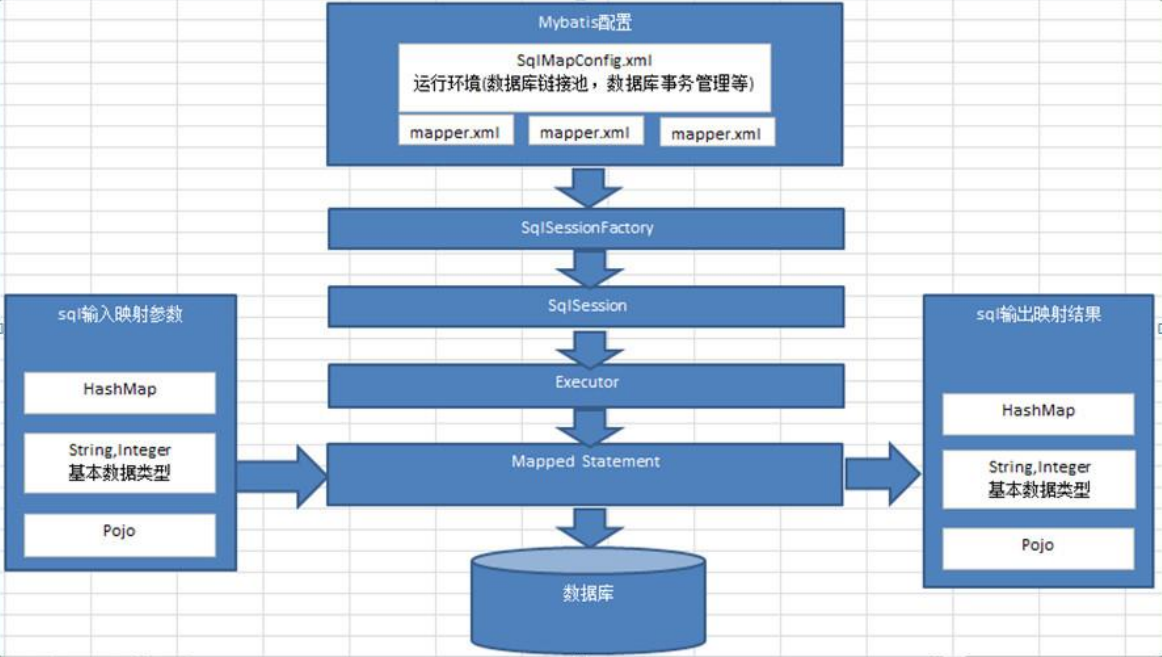 Mybatis配置
SqlMapConfig.xml
运行环境(数据库链接池，数据库事务管理等)
mapper.xml
mapper.xml
mapper.xml
SqlSessionFactory
SqlSession
Executor
Mapped Statement
数据库
sql输入映射参数
HashMap
String,Integer
基本数据类型
Pojo
sql输出映射结果
HashMap
String,Integer
基本数据类型
Pojo